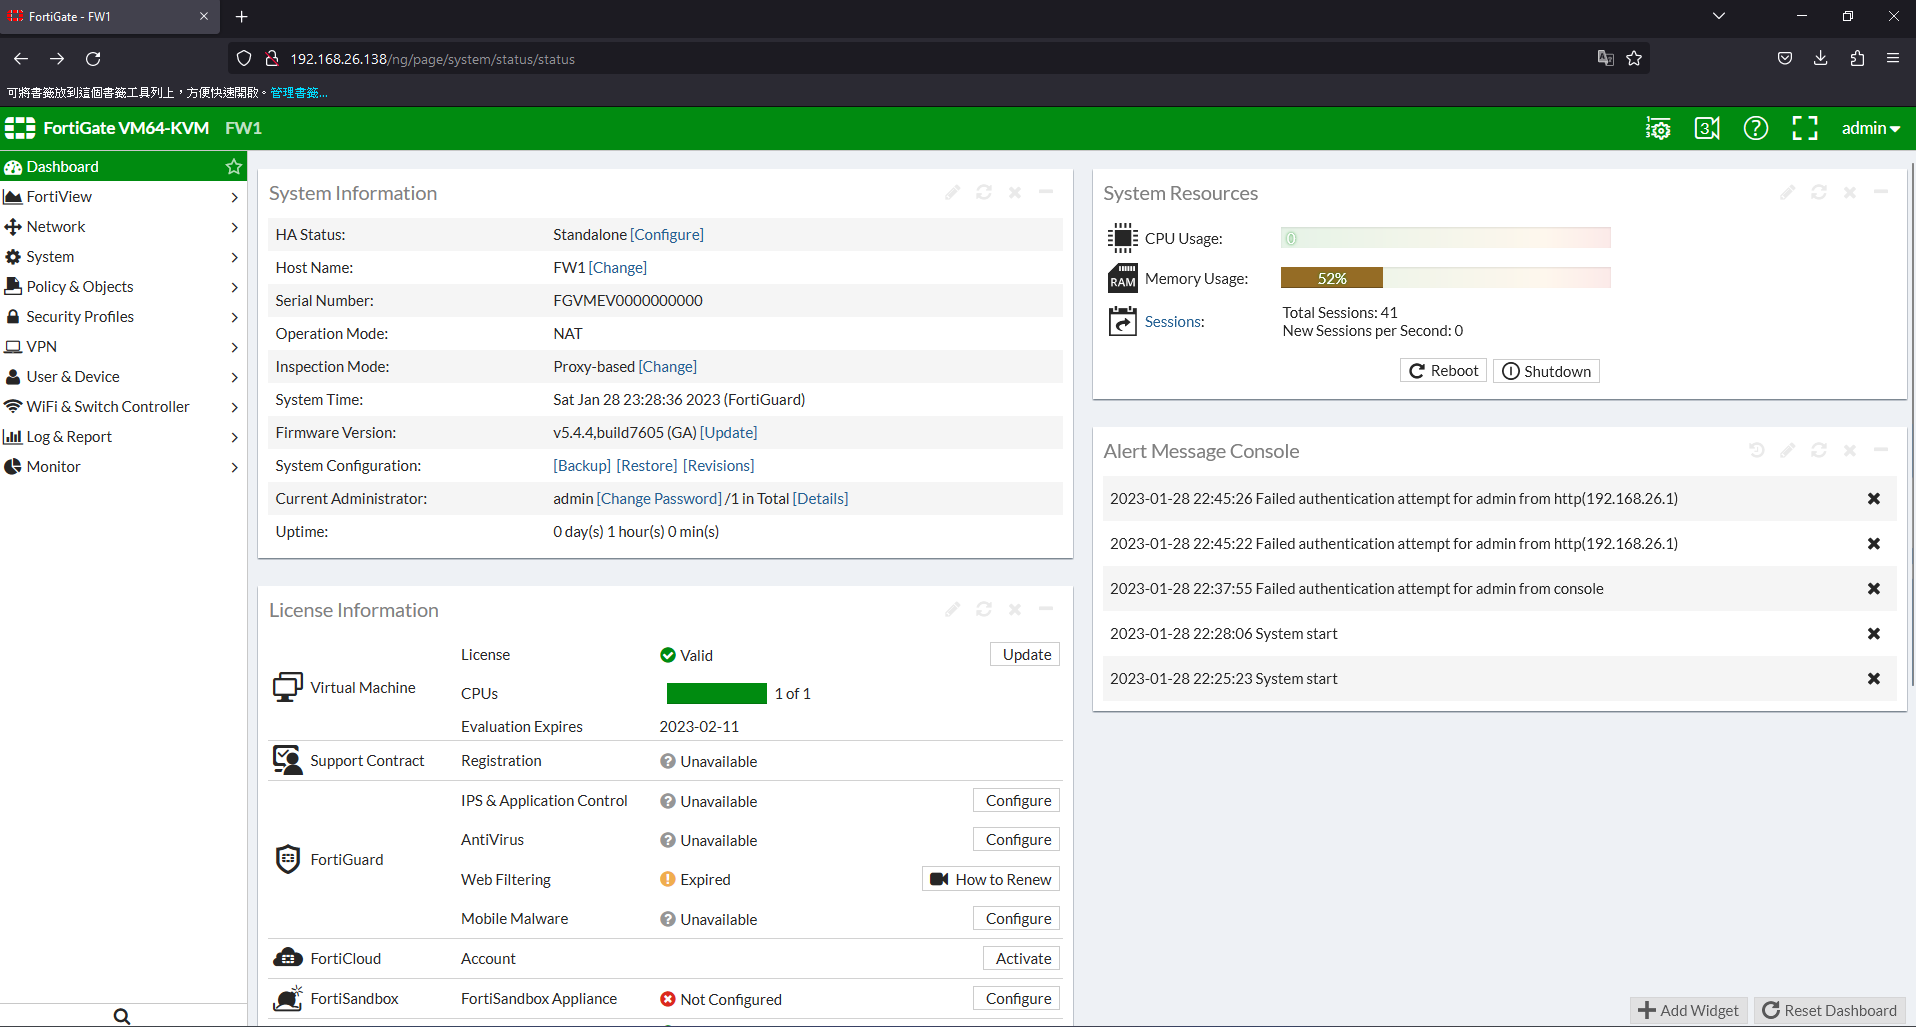 FortiGate - FW1
192.168.26.138/ng/page/system/status/status
可將書籤放到這個書籤工具列上，方便快速開啟。管理書籤...
FortiGate VM64-KVM FW1
3
admin
Dashboard
FortiView
Network
System
Policy & Objects
Security Profiles
VPN
User & Device
WiFi & Switch Controller
Log & Report
Monitor
System Information
HA Status: Standalone [Configure]
Host Name: FW1 [Change]
Serial Number: FGVMEV0000000000
Operation Mode: NAT
Inspection Mode: Proxy-based [Change]
System Time: Sat Jan 28 23:28:36 2023 (FortiGuard)
Firmware Version: v5.4.4,build7605 (GA) [Update]
System Configuration: [Backup] [Restore] [Revisions]
Current Administrator: admin [Change Password] /1 in Total [Details]
Uptime: 0 day(s) 1 hour(s) 0 min(s)
License Information
Virtual Machine
License Valid Update
CPUs 1 of 1
Evaluation Expires 2023-02-11
Support Contract Registration Unavailable
FortiGuard
IPS & Application Control Unavailable Configure
AntiVirus Unavailable Configure
Web Filtering Expired How to Renew
Mobile Malware Unavailable Configure
FortiCloud Account Activate
FortiSandbox FortiSandbox Appliance Not Configured Configure
System Resources
CPU Usage: 0
RAM Memory Usage: 52%
Sessions: Total Sessions: 41
New Sessions per Second: 0
Reboot Shutdown
Alert Message Console
2023-01-28 22:45:26 Failed authentication attempt for admin from http(192.168.26.1)
2023-01-28 22:45:22 Failed authentication attempt for admin from http(192.168.26.1)
2023-01-28 22:37:55 Failed authentication attempt for admin from console
2023-01-28 22:28:06 System start
2023-01-28 22:25:23 System start
Add Widget Reset Dashboard